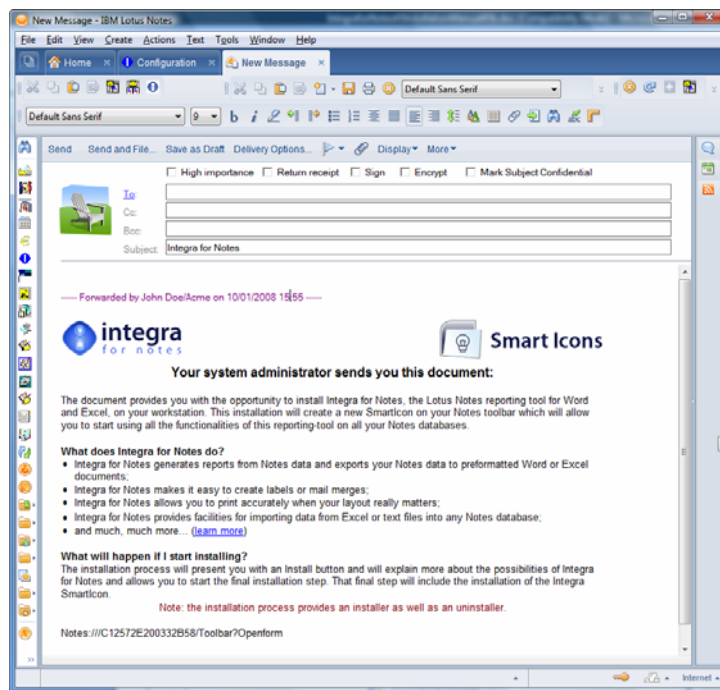 New Message - IBM Lotus Notes
File Edit View Create Actions Text Tools Window Help
Home Configuration New Message
Default Sans Serif
Default Sans Serif 9 b i
Send Send and File... Save as Draft Delivery Options... Display More
High importance Return receipt Sign Encrypt Mark Subject Confidential
To:
Cc:
Bcc:
Subject: Integra for Notes
----- Forwarded by John Doe/Acme on 10/01/2008 15:55 -----
integra
for notes
Smart Icons
Your system administrator sends you this document:
The document provides you with the opportunity to install Integra for Notes, the Lotus Notes reporting tool for Word
and Excel, on your workstation. This installation will create a new SmartIcon on your Notes toolbar which will allow
you to start using all the functionalities of this reporting-tool on all your Notes databases.
What does Integra for Notes do?
• Integra for Notes generates reports from Notes data and exports your Notes data to preformatted Word or Excel
documents;
• Integra for Notes makes it easy to create labels or mail merges;
• Integra for Notes allows you to print accurately when your layout really matters;
• Integra for Notes provides facilities for importing data from Excel or text files into any Notes database;
• and much, much more... (learn more)
What will happen if I start installing?
The installation process will present you with an Install button and will explain more about the possibilities of Integra
for Notes and allows you to start the final installation step. That final step will include the installation of the Integra
SmartIcon.
Note: the installation process provides an installer as well as an uninstaller.
Notes:///C12572E200332B58/Toolbar?Openform
Internet